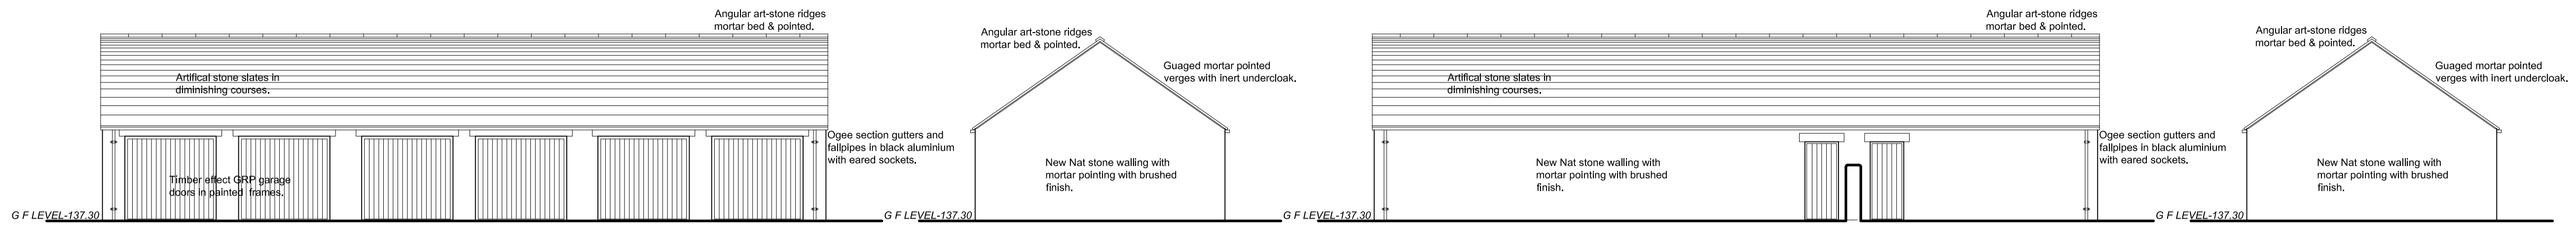 Angular art-stone ridges
mortar bed & pointed.
Artifical stone slates in
diminishing courses.
Ogee section gutters and
fallpipes in black aluminium
with eared sockets.
Timber effect GRP garage
doors in painted frames.
G F LEVEL-137.30
Angular art-stone ridges
mortar bed & pointed.
Guaged mortar pointed
verges with inert undercloak.
New Nat stone walling with
mortar pointing with brushed
finish.
G F LEVEL-137.30
Angular art-stone ridges
mortar bed & pointed.
Artifical stone slates in
diminishing courses.
Ogee section gutters and
fallpipes in black aluminium
with eared sockets.
New Nat stone walling with
mortar pointing with brushed
finish.
G F LEVEL-137.30
Angular art-stone ridges
mortar bed & pointed.
Guaged mortar pointed
verges with inert undercloak.
New Nat stone walling with
mortar pointing with brushed
finish.
G F LEVEL-137.30